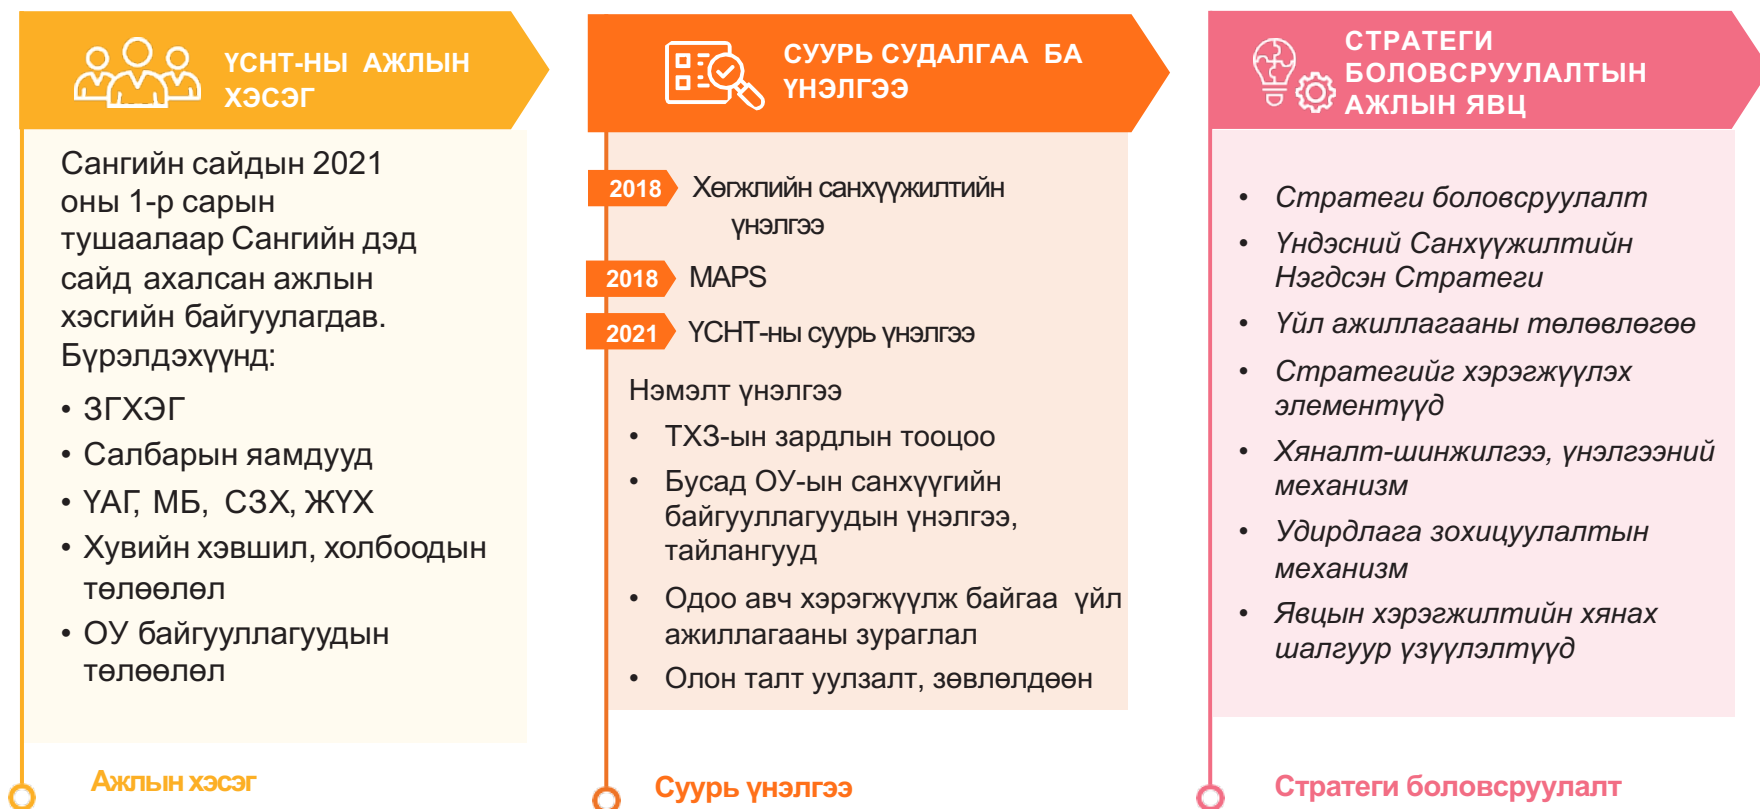 ҮСНТ-НЫ АЖЛЫН
ХЭСЭГ
Сангийн сайдын 2021
оны 1-р сарын
тушаалаар Сангийн дэд
сайд ахалсан ажлын
хэсгийн байгуулагдав.
Бүрэлдэхүүнд:
• ЗГХЭГ
• Салбарын яамдууд
• ҮАГ, МБ, СЗХ, ЖҮХ
• Хувийн хэвшил, холбоодын
төлөөлөл
• ОУ байгууллагуудын
төлөөлөл
Ажлын хэсэг
СУУРЬ СУДАЛГАА БА
ҮНЭЛГЭЭ
2018 Хөгжлийн санхүүжилтийн
үнэлгээ
2018 MAPS
2021 ҮСНТ-ны суурь үнэлгээ
Нэмэлт үнэлгээ
• ТХЗ-ын зардлын тооцоо
• Бусад ОУ-ын санхүүгийн
байгууллагуудын үнэлгээ,
тайлангууд
• Одоо авч хэрэгжүүлж байгаа үйл
ажиллагааны зураглал
• Олон талт уулзалт, зөвлөлдөөн
Суурь үнэлгээ
СТРАТЕГИ
БОЛОВСРУУЛАЛТЫН
АЖЛЫН ЯВЦ
• Стратеги боловсруулалт
• Үндэсний Санхүүжилтийн
Нэгдсэн Стратеги
• Үйл ажиллагааны төлөвлөгөө
• Стратегийг хэрэгжүүлэх
элементүүд
• Хяналт-шинжилгээ, үнэлгээний
механизм
• Удирдлага зохицуулалтын
механизм
• Явцын хэрэгжилтийн хянах
шалгуур үзүүлэлтүүд
Стратеги боловсруулалт